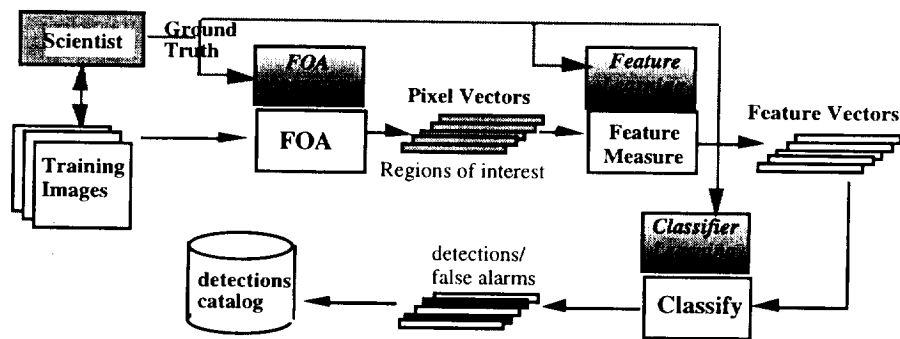 Scientist
Ground
Truth
FOA
Feature
Pixel Vectors
Feature Vectors
FOA
Feature
Measure
Training
Images
Regions of interest
Classifier
detections/
false alarms
detections
catalog
Classify